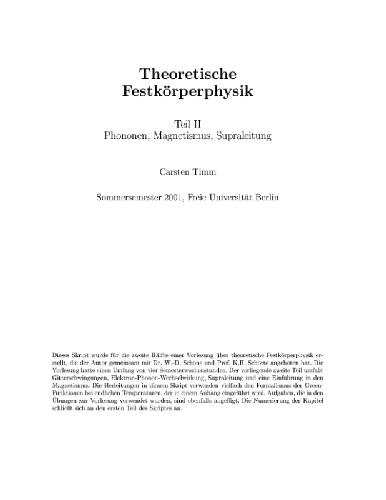 Theoretische
Festkörperphysik
Teil II
Phononen, Magnetismus, Supraleitung
Carsten Timm
Sommersemester 2001, Freie Universität Berlin
Dieses Skript wurde für die zweite Hälfte einer Vorlesung über theoretische Festkörperphysik er-
stellt, die der Autor gemeinsam mit Dr. W.-D. Schöne und Prof. K.H. Schotte angeboten hat. Die
Vorlesung hatte einen Umfang von vier Semesterwochenstunden. Der vorliegende zweite Teil umfaßt
Gitterschwingungen, Elektron-Phonon-Wechselwirkung, Supraleitung und eine Einführung in den
Magnetismus. Die Herleitungen in diesem Skript verwenden vielfach den Formalismus der Green-
Funktionen bei endlichen Temperaturen, der in einem Anhang eingeführt wird. Aufgaben, die in den
Übungen zur Vorlesung verwendet wurden, sind ebenfalls angefügt. Die Numerierung der Kapitel
schließt sich an den ersten Teil des Skriptes an.